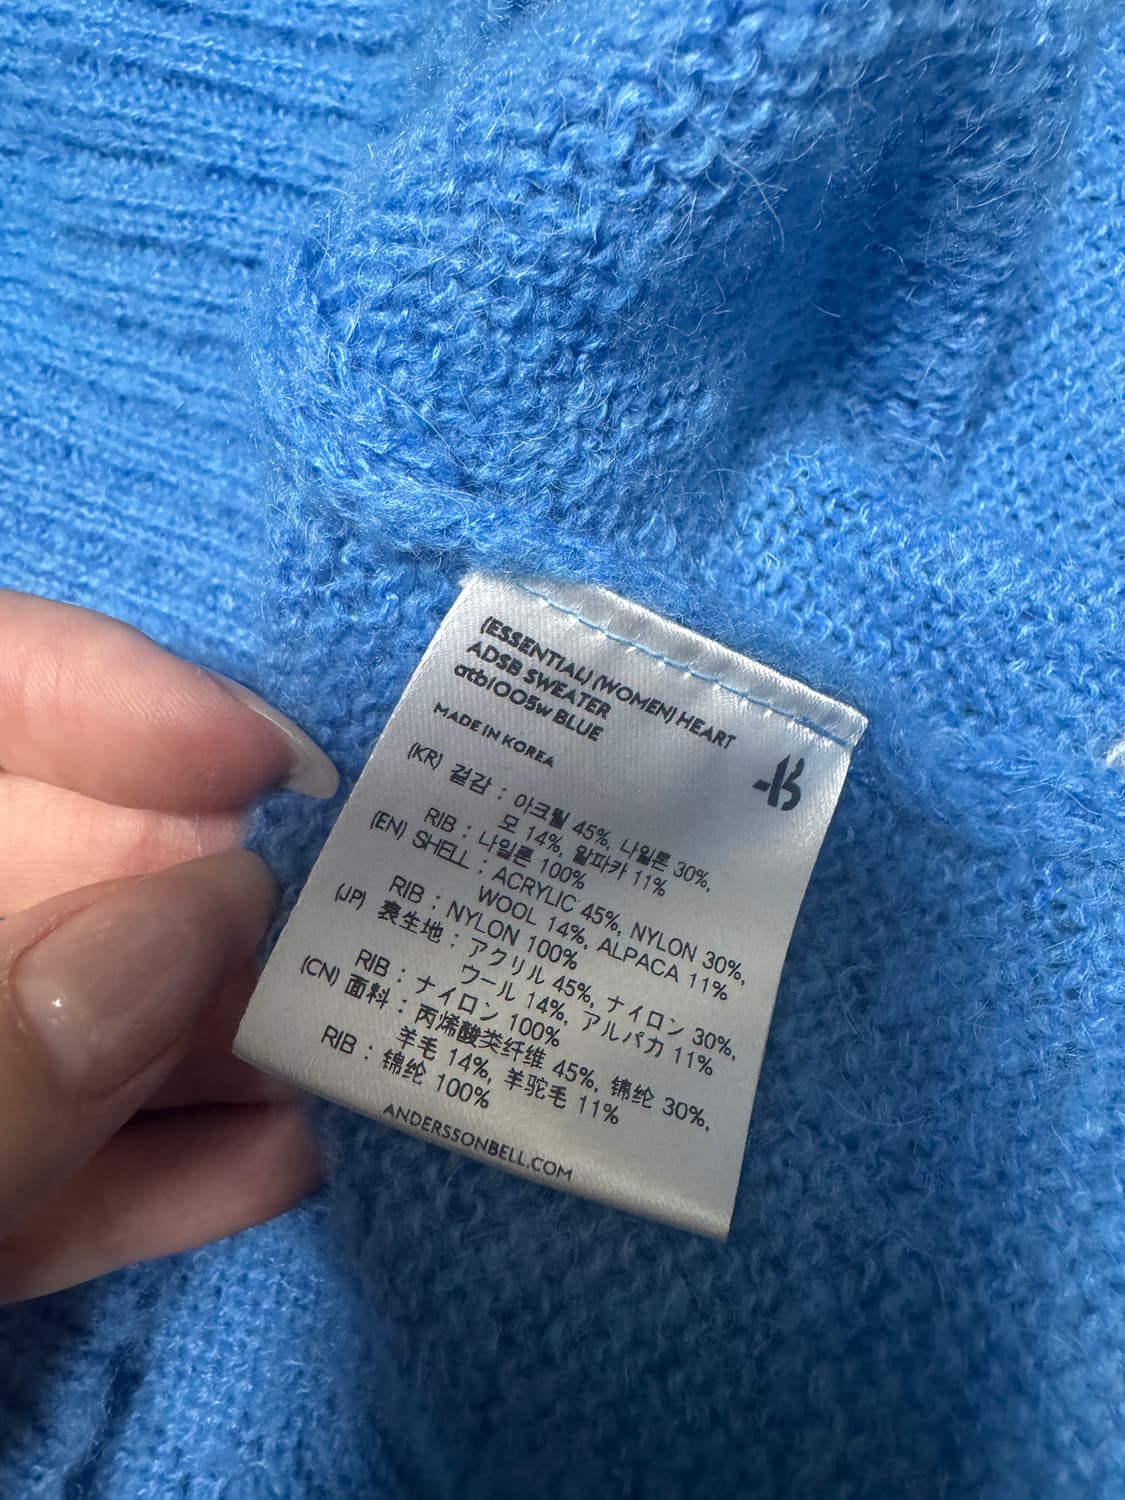 (ESSENTIAL) (WOMEN) HEART
ADSB SWEATER
atb1005w BLUE
MADE IN KOREA
(KR) 겉감 : 아크릴 45%, 나일론 30%,
모 14%, 알파카 11%
RIB : 나일론 100%
(EN) SHELL : ACRYLIC 45%, NYLON 30%,
WOOL 14%, ALPACA 11%
RIB : NYLON 100%
(JP) 表生地 : アクリル 45%, ナイロン 30%,
ウール 14%, アルパカ 11%
RIB : ナイロン 100%
(CN) 面料 : 丙烯酸类纤维 45%, 锦纶 30%,
羊毛 14%, 羊驼毛 11%
RIB : 锦纶 100%
ANDERSSONBELL.COM